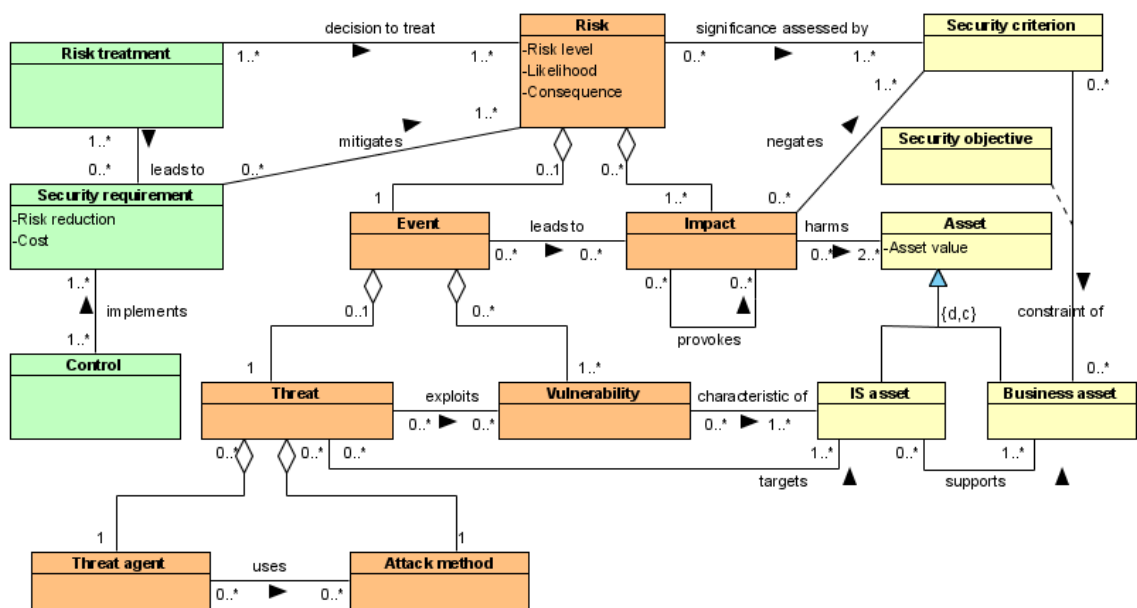 decision to treat
Risk
significance assessed by
Security criterion
Risk treatment
1..*
1..*
-Risk level
-Likelihood
-Consequence
0..*
1..*
1..*
mitigates
1..*
1..*
0..*
negates
Security objective
0..*
leads to
0..*
0..1
0..*
Security requirement
-Risk reduction
-Cost
1
1..*
0..*
Event
leads to
Impact
harms
Asset
-Asset value
0..*
0..*
0..*
2..*
1..*
0..*
0..*
implements
0..1
0..*
{d,c}
constraint of
provokes
1..*
Control
1
1..*
0..*
Threat
exploits
Vulnerability
characteristic of
IS asset
Business asset
0..*
0..*
0..*
1..*
0..*
0..*
0..*
1..*
0..*
1..*
targets
supports
1
1
Threat agent
uses
Attack method
0..*
0..*